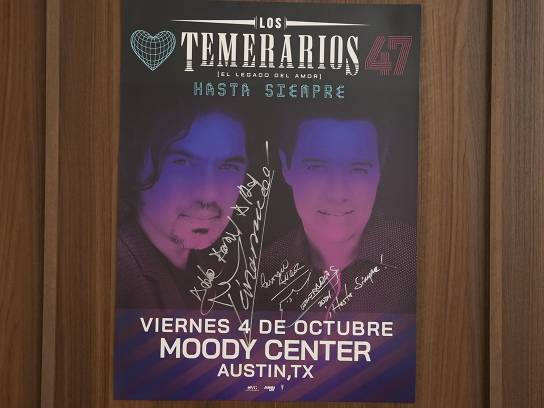 LOS
TEMERARIOS 47
[EL LEGADO DEL AMOR]
HASTA SIEMPRE
¡Hasta Siempre!
VIERNES 4 DE OCTUBRE
MOODY CENTER
AUSTIN, TX